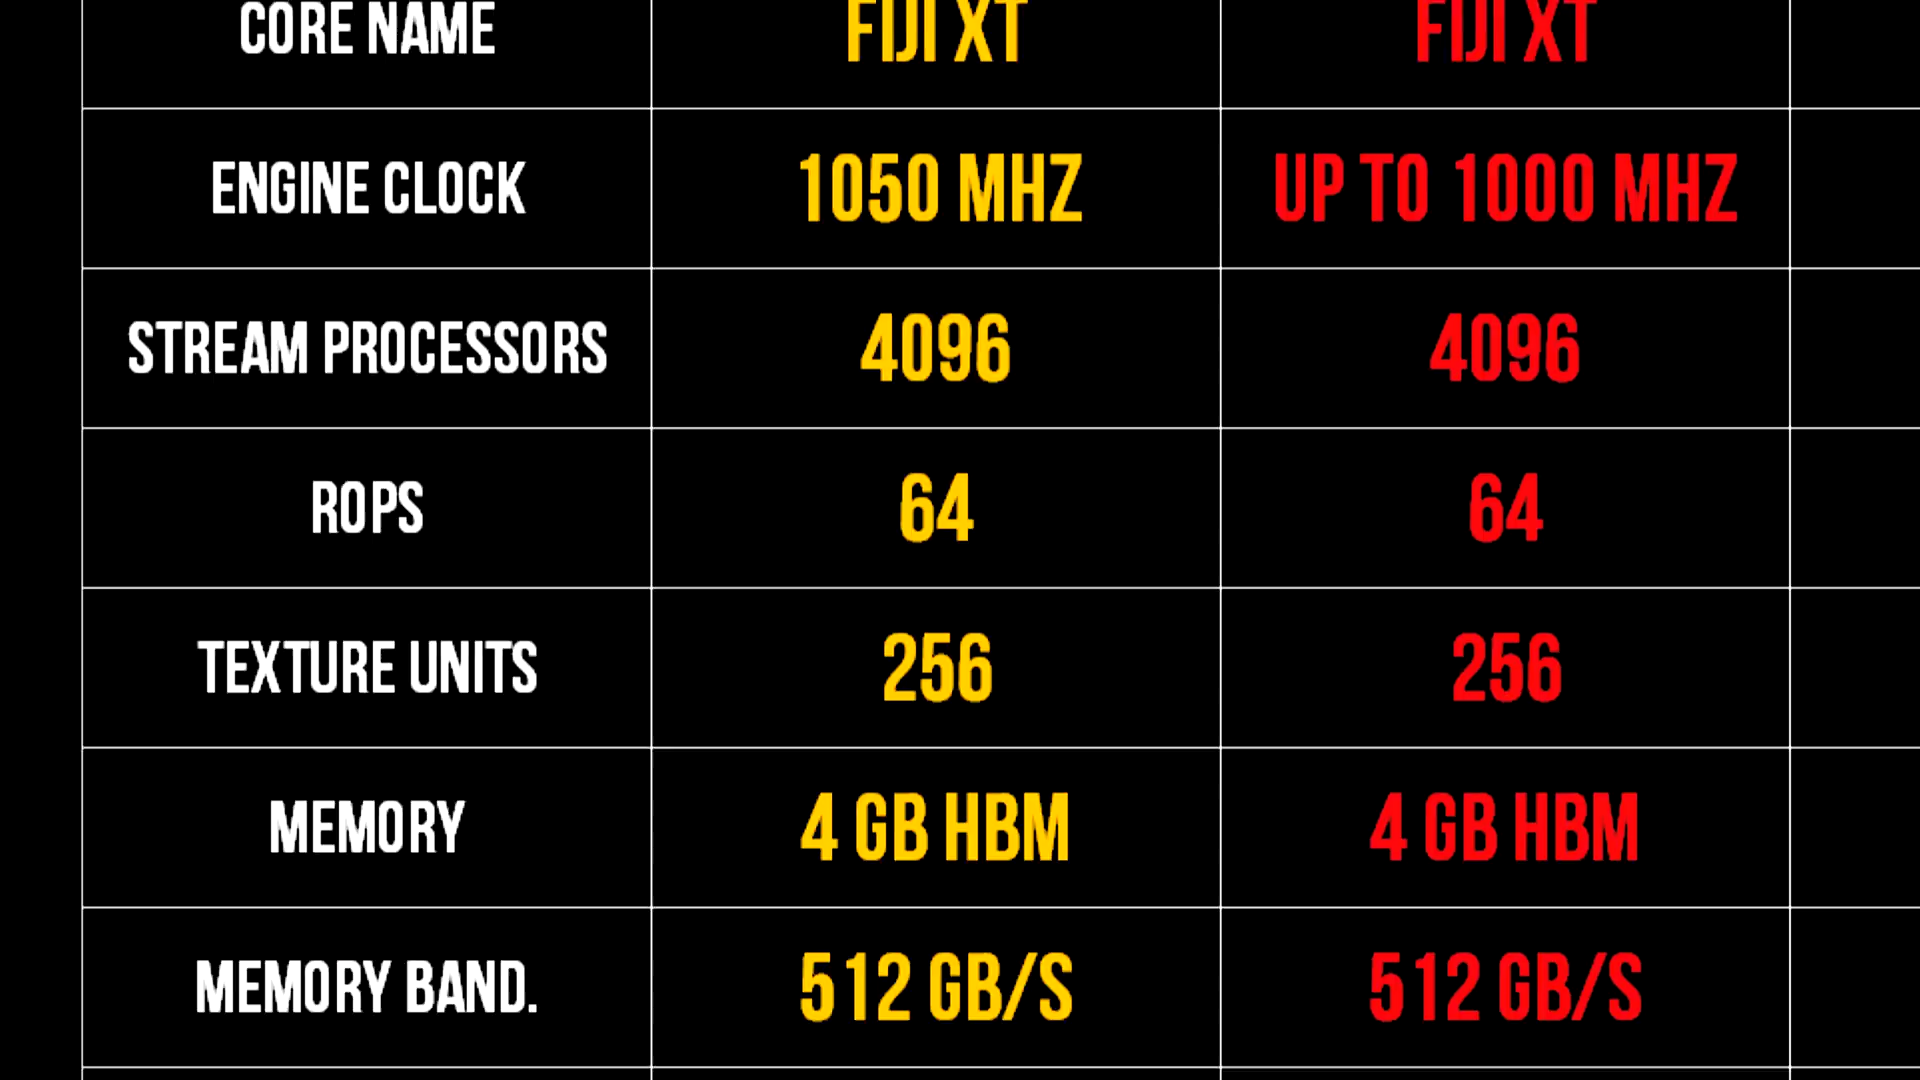 CORE NAME FIJI XT FIJI XT
ENGINE CLOCK 1050 MHZ UP TO 1000 MHZ
STREAM PROCESSORS 4096 4096
ROPS 64 64
TEXTURE UNITS 256 256
MEMORY 4 GB HBM 4 GB HBM
MEMORY BAND. 512 GB/S 512 GB/S